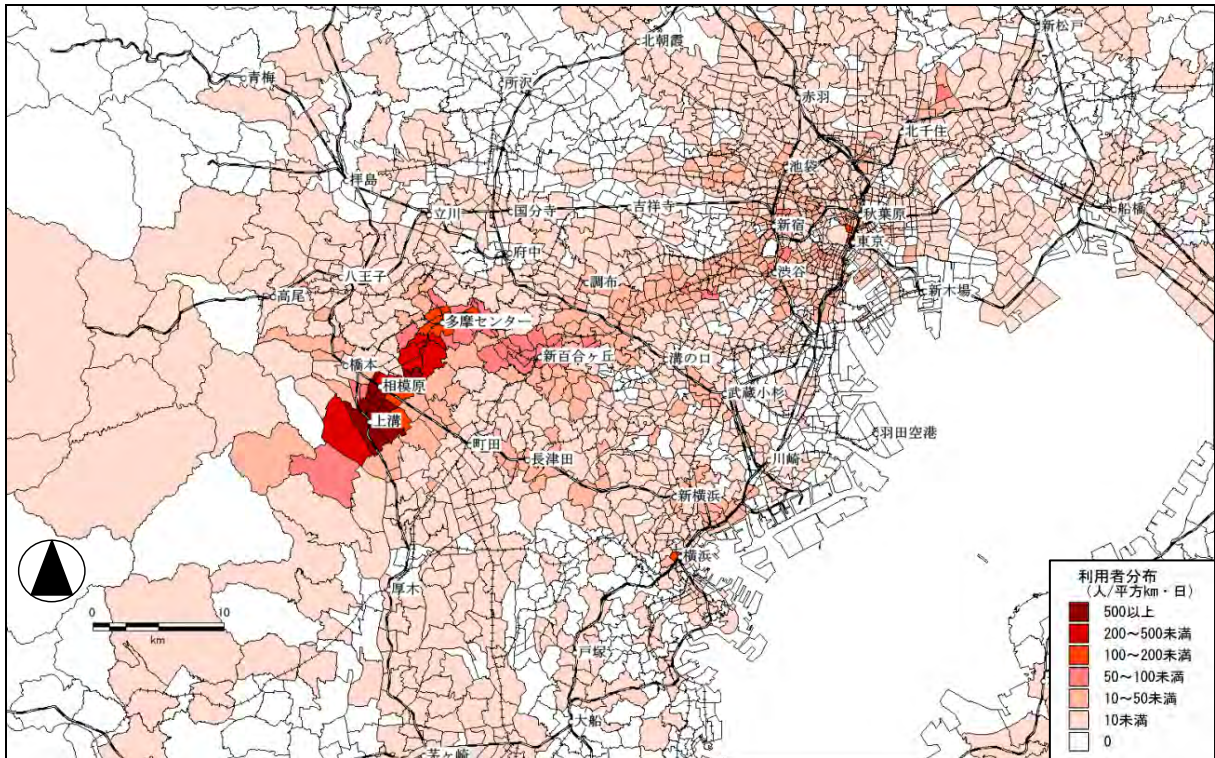 新松戸
北朝霞
青梅
所沢
赤羽
北千住
池袋
拝島
立川
国分寺
吉祥寺
秋葉原
船橋
新宿
東京
府中
八王子
調布
渋谷
高尾
新木場
多摩センター
新百合ヶ丘
溝の口
橋本
相模原
武蔵小杉
上溝
羽田空港
町田
長津田
川崎
新横浜
横浜
厚木
0 10
km
戸塚
大船
茅ヶ崎
利用者分布
(人/平方km・日)
500以上
200～500未満
100～200未満
50～100未満
10～50未満
10未満
0